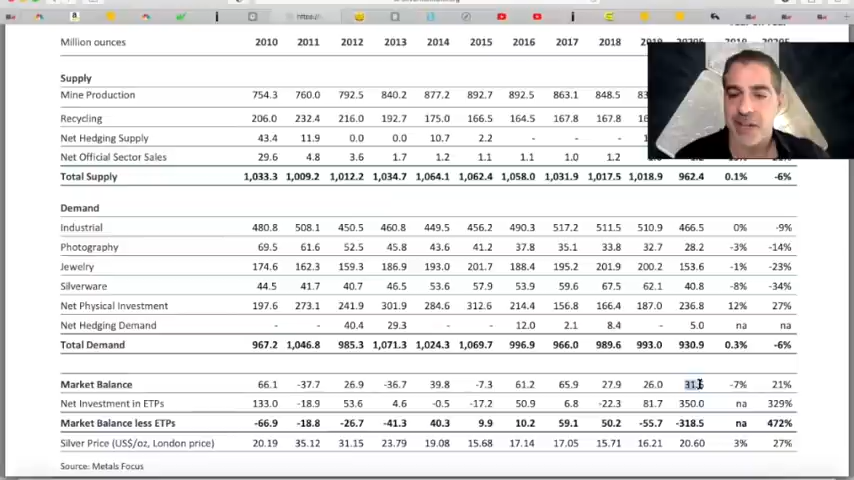 https://
Million ounces 2010 2011 2012 2013 2014 2015 2016 2017 2018 2020E
Supply
Mine Production 754.3 760.0 792.5 840.2 877.2 892.7 892.5 863.1 848.5
Recycling 206.0 232.4 216.0 192.7 175.0 166.5 164.5 167.8 167.8
Net Hedging Supply 43.4 11.9 0.0 0.0 10.7 2.2 - - -
Net Official Sector Sales 29.6 4.8 3.6 1.7 1.2 1.1 1.1 1.0 1.2
Total Supply 1,033.3 1,009.2 1,012.2 1,034.7 1,064.1 1,062.4 1,058.0 1,031.9 1,017.5 1,018.9 962.4 0.1% -6%
Demand
Industrial 480.8 508.1 450.5 460.8 449.5 456.2 490.3 517.2 511.5 510.9 466.5 0% -9%
Photography 69.5 61.6 52.5 45.8 43.6 41.2 37.8 35.1 33.8 32.7 28.2 -3% -14%
Jewelry 174.6 162.3 159.3 186.9 193.0 201.7 188.4 195.2 201.9 200.2 153.6 -1% -23%
Silverware 44.5 41.7 40.7 46.5 53.6 57.9 53.9 59.6 67.5 62.1 40.8 -8% -34%
Net Physical Investment 197.6 273.1 241.9 301.9 284.6 312.6 214.4 156.8 166.4 187.0 236.8 12% 27%
Net Hedging Demand - - 40.4 29.3 - - 12.0 2.1 8.4 - 5.0 na na
Total Demand 967.2 1,046.8 985.3 1,071.3 1,024.3 1,069.7 996.9 966.0 989.6 993.0 930.9 0.3% -6%
Market Balance 66.1 -37.7 26.9 -36.7 39.8 -7.3 61.2 65.9 27.9 26.0 -7% 21%
Net Investment in ETPs 133.0 -18.9 53.6 4.6 -0.5 -17.2 50.9 6.8 -22.3 81.7 350.0 na 329%
Market Balance less ETPs -66.9 -18.8 -26.7 -41.3 40.3 9.9 10.2 59.1 50.2 -55.7 -318.5 na 472%
Silver Price (US$/oz, London price) 20.19 35.12 31.15 23.79 19.08 15.68 17.14 17.05 15.71 16.21 20.60 3% 27%
Source: Metals Focus